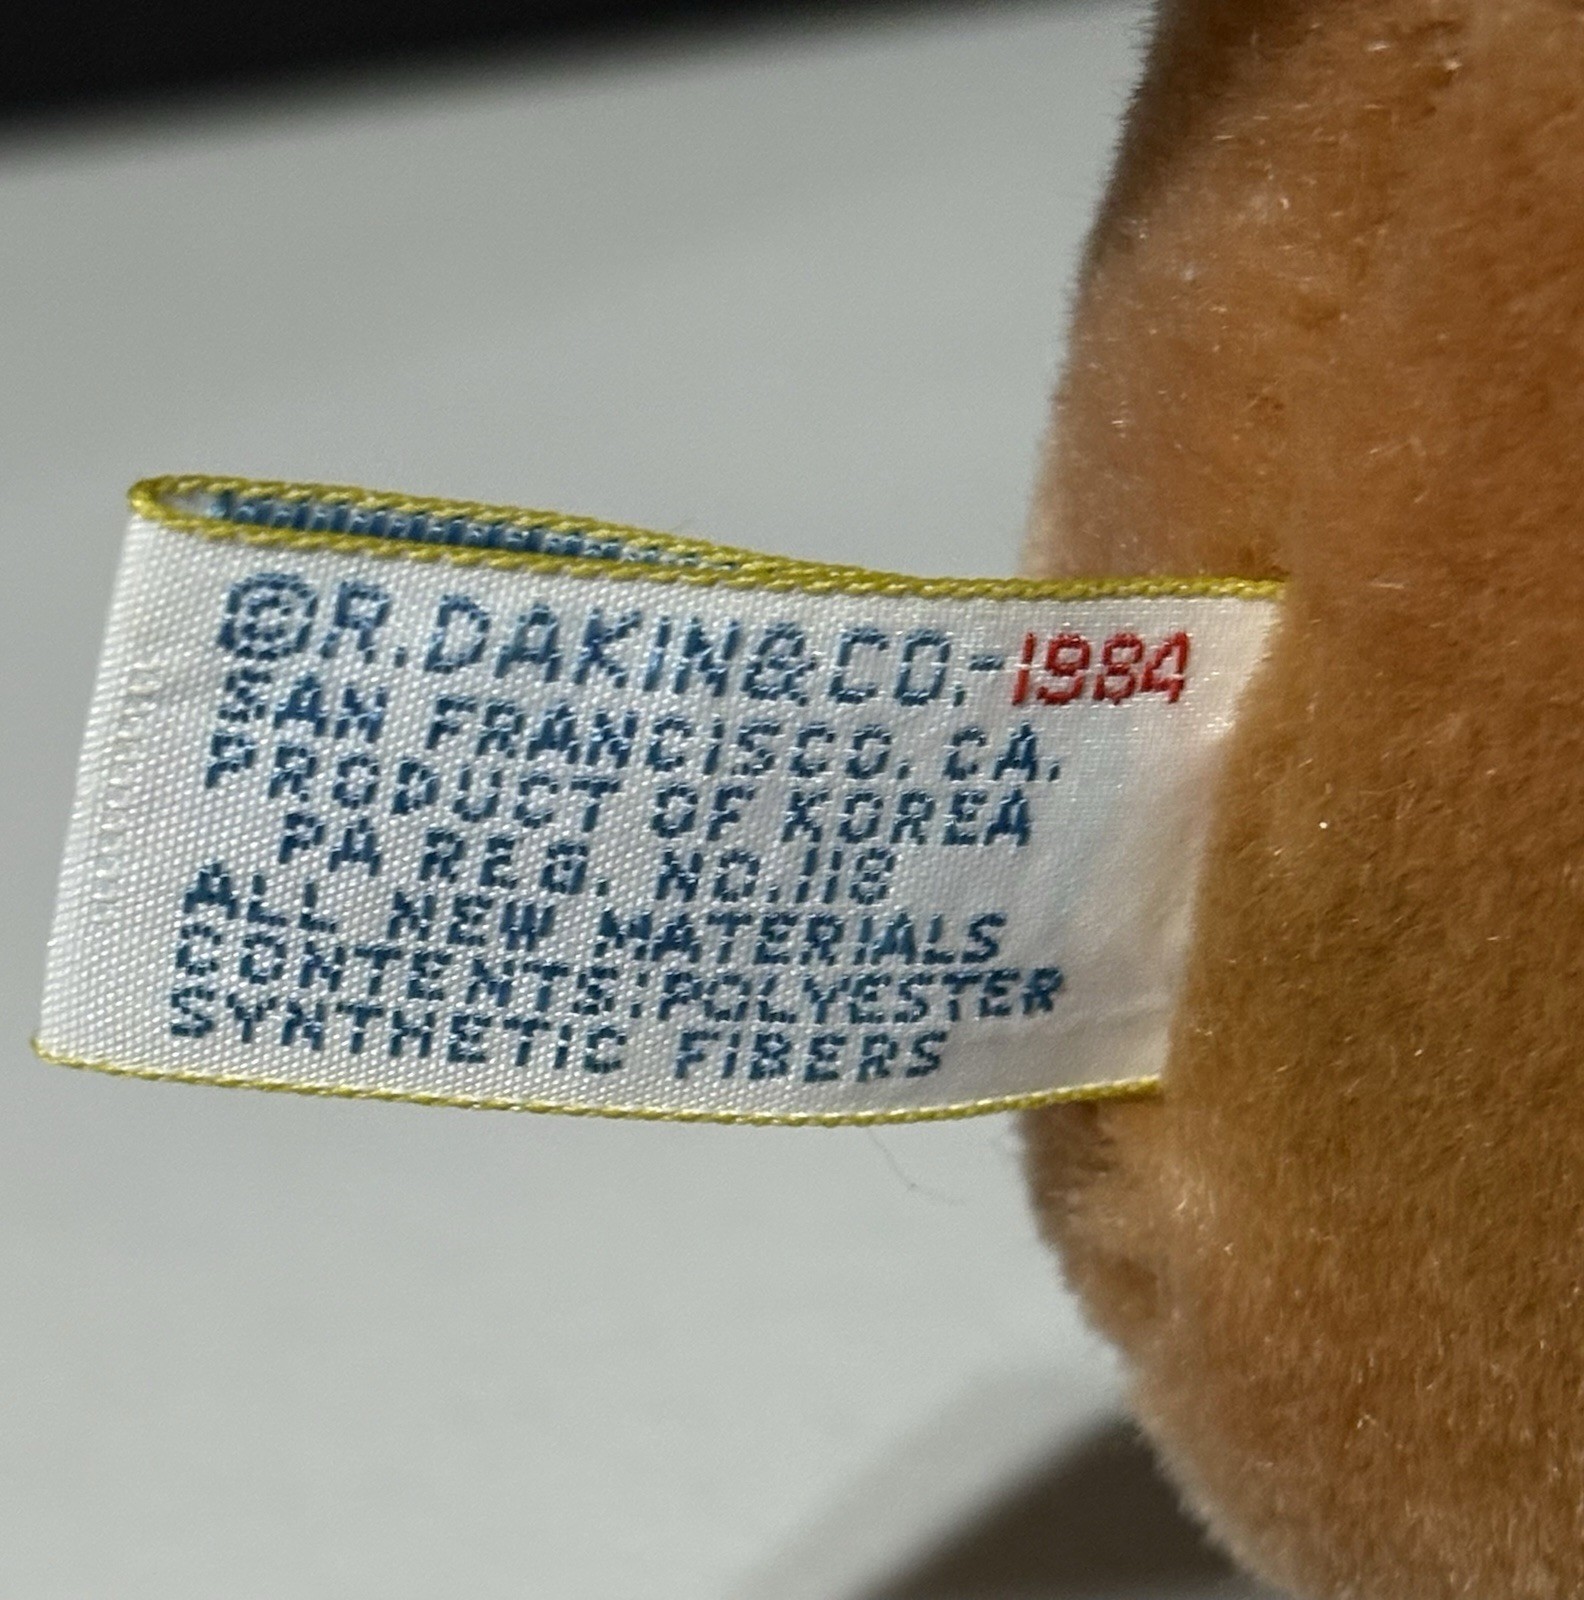 ©R.DAKIN&CO.-1984
SAN FRANCISCO, CA.
PRODUCT OF KOREA
PA REG. NO.118
ALL NEW MATERIALS
CONTENTS:POLYESTER
SYNTHETIC FIBERS